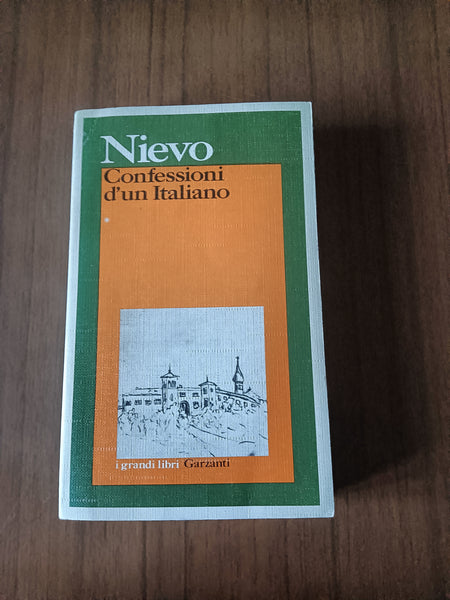 Nievo
Confessioni
d'un Italiano
i grandi libri Garzanti